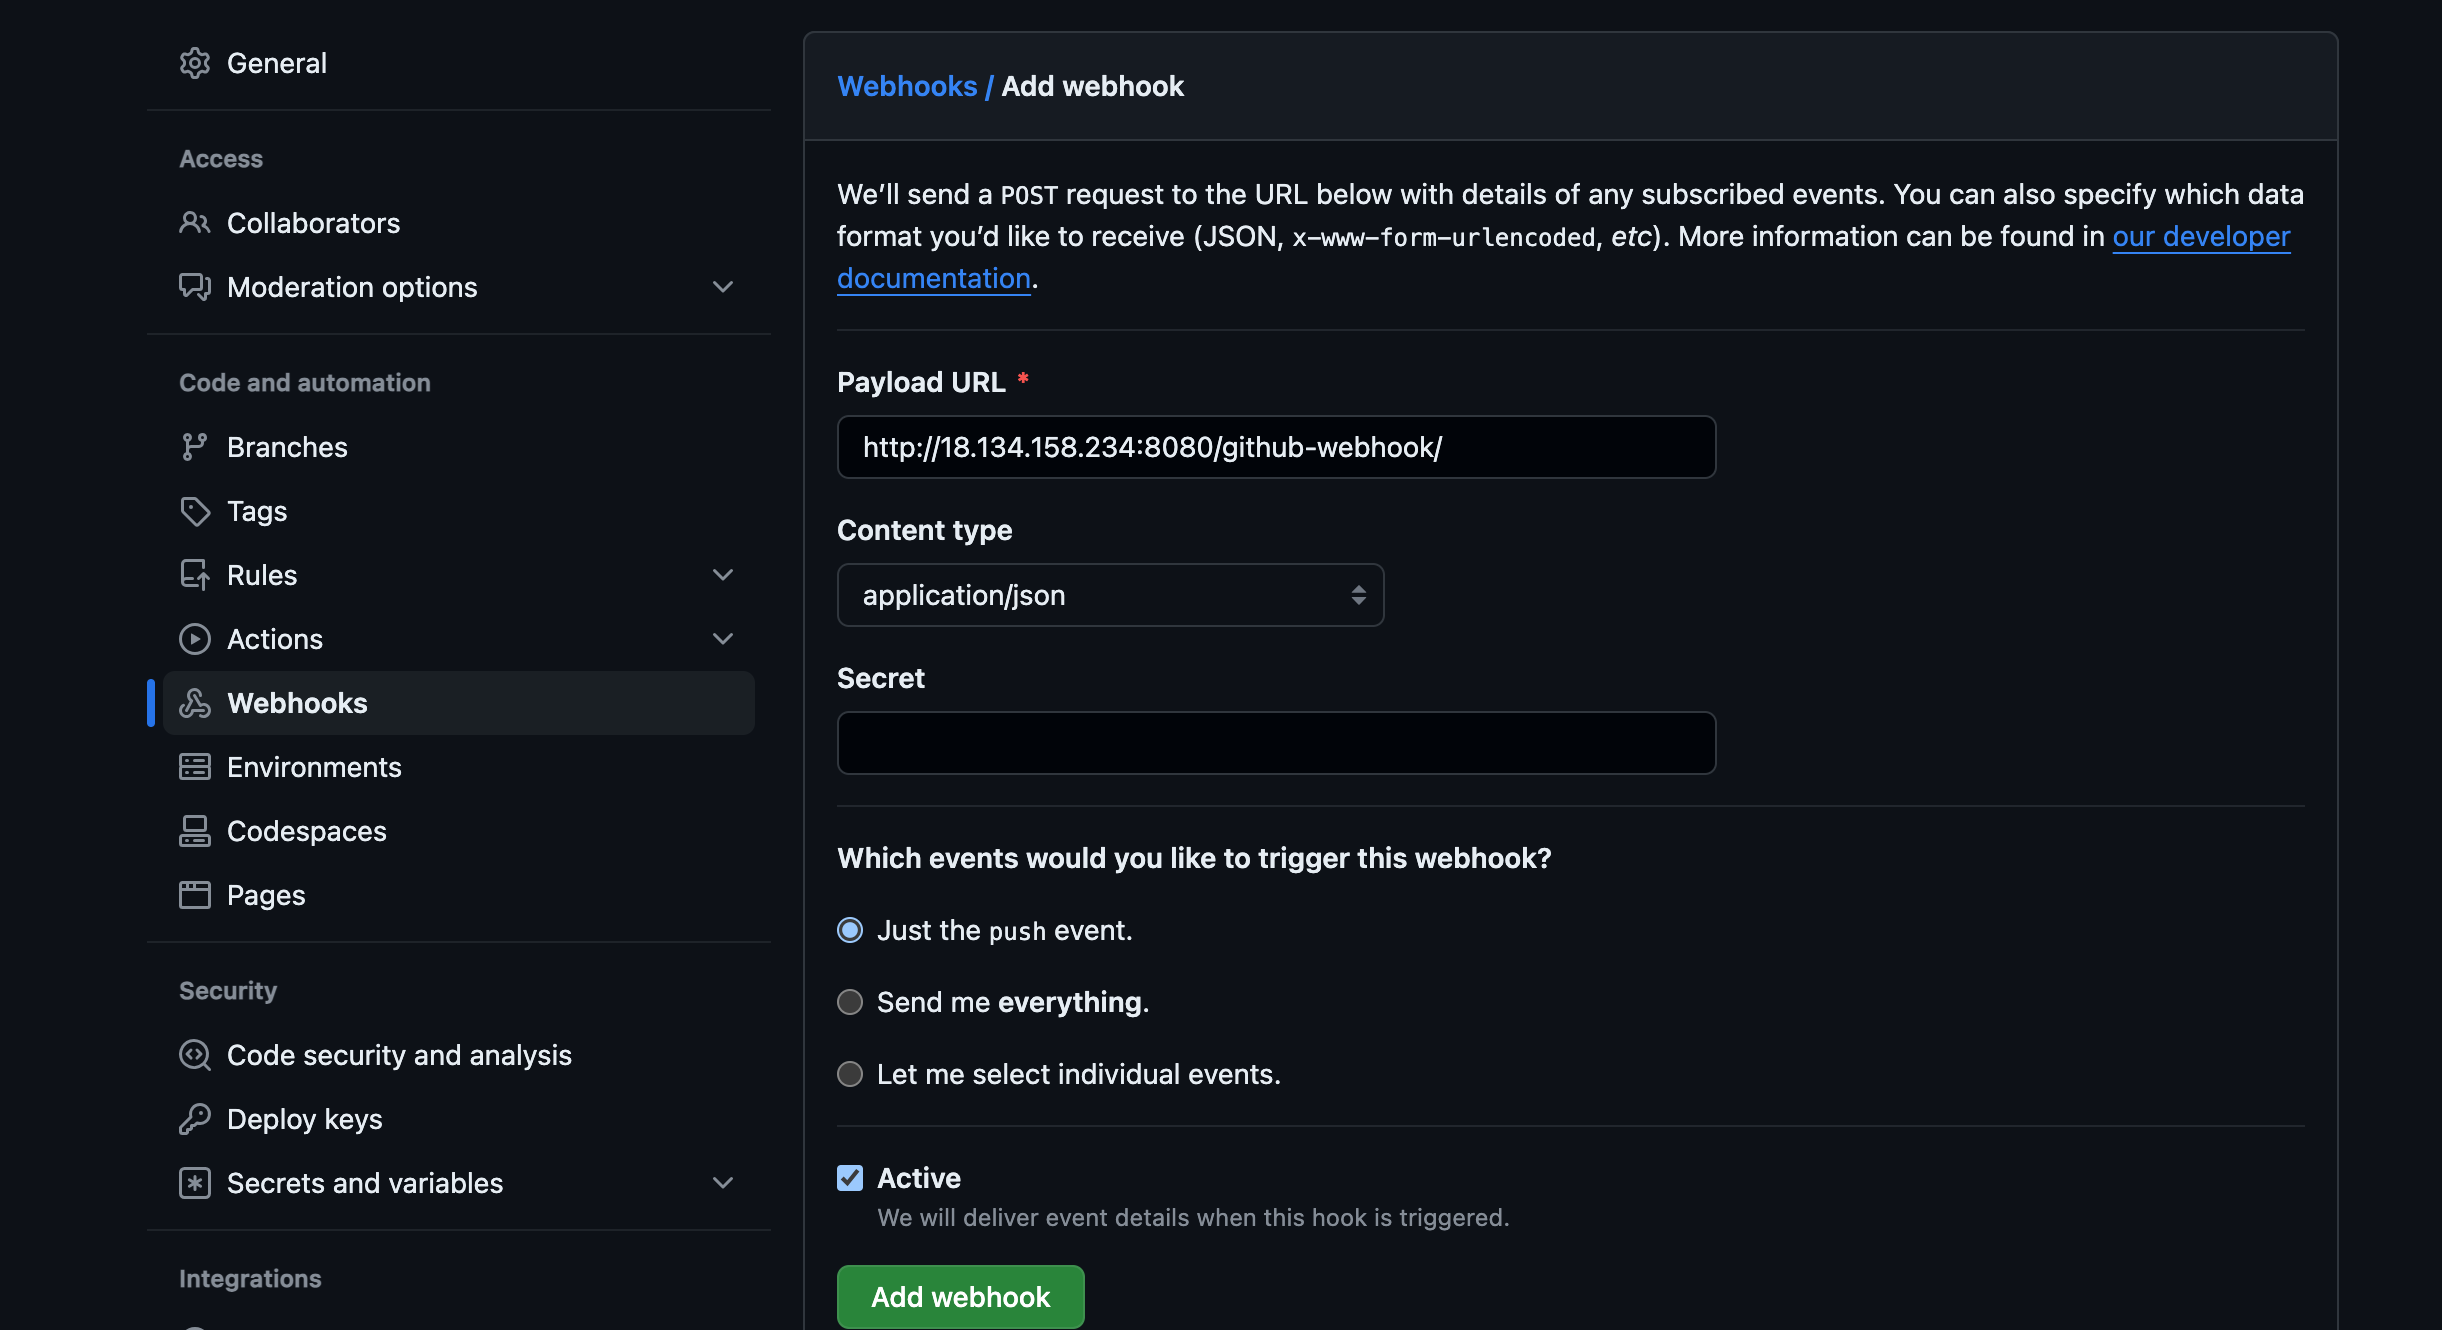 General
Access
Collaborators
Moderation options
Code and automation
Branches
Tags
Rules
Actions
Webhooks
Environments
Codespaces
Pages
Security
Code security and analysis
Deploy keys
Secrets and variables
Integrations
Webhooks / Add webhook
We’ll send a POST request to the URL below with details of any subscribed events. You can also specify which data
format you’d like to receive (JSON, x-www-form-urlencoded, etc). More information can be found in our developer
documentation.
Payload URL *
http://18.134.158.234:8080/github-webhook/
Content type
application/json
Secret
Which events would you like to trigger this webhook?
Just the push event.
Send me everything.
Let me select individual events.
Active
We will deliver event details when this hook is triggered.
Add webhook